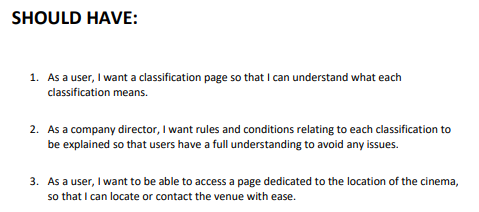 SHOULD HAVE:
1. As a user, I want a classification page so that I can understand what each
classification means.
2. As a company director, I want rules and conditions relating to each classification to
be explained so that users have a full understanding to avoid any issues.
3. As a user, I want to be able to access a page dedicated to the location of the cinema,
so that I can locate or contact the venue with ease.